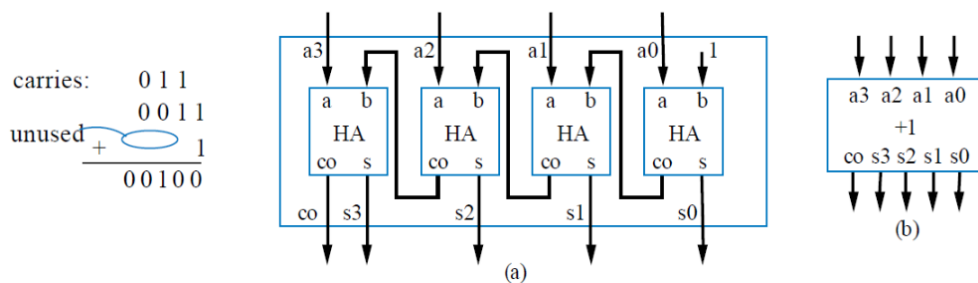 carries: 0 1 1
0 0 1 1
unused
+ 1
0 0 1 0 0
a3 a2 a1 a0 1
a b a b a b a b
HA HA HA HA
co s co s co s co s
co s3 s2 s1 s0
(a)
a3 a2 a1 a0
+1
co s3 s2 s1 s0
(b)